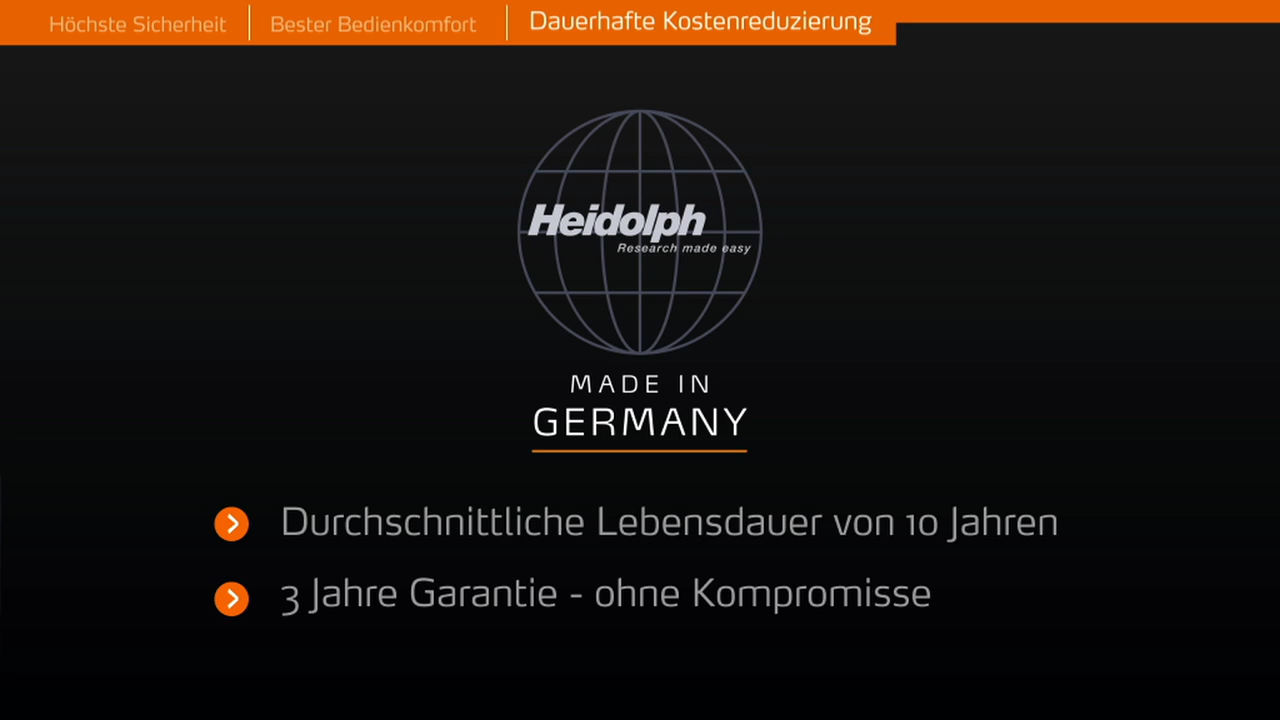 Höchste Sicherheit
Bester Bedienkomfort
Dauerhafte Kostenreduzierung
Heidolph
Research made easy
MADE IN
GERMANY
Durchschnittliche Lebensdauer von 10 Jahren
3 Jahre Garantie - ohne Kompromisse